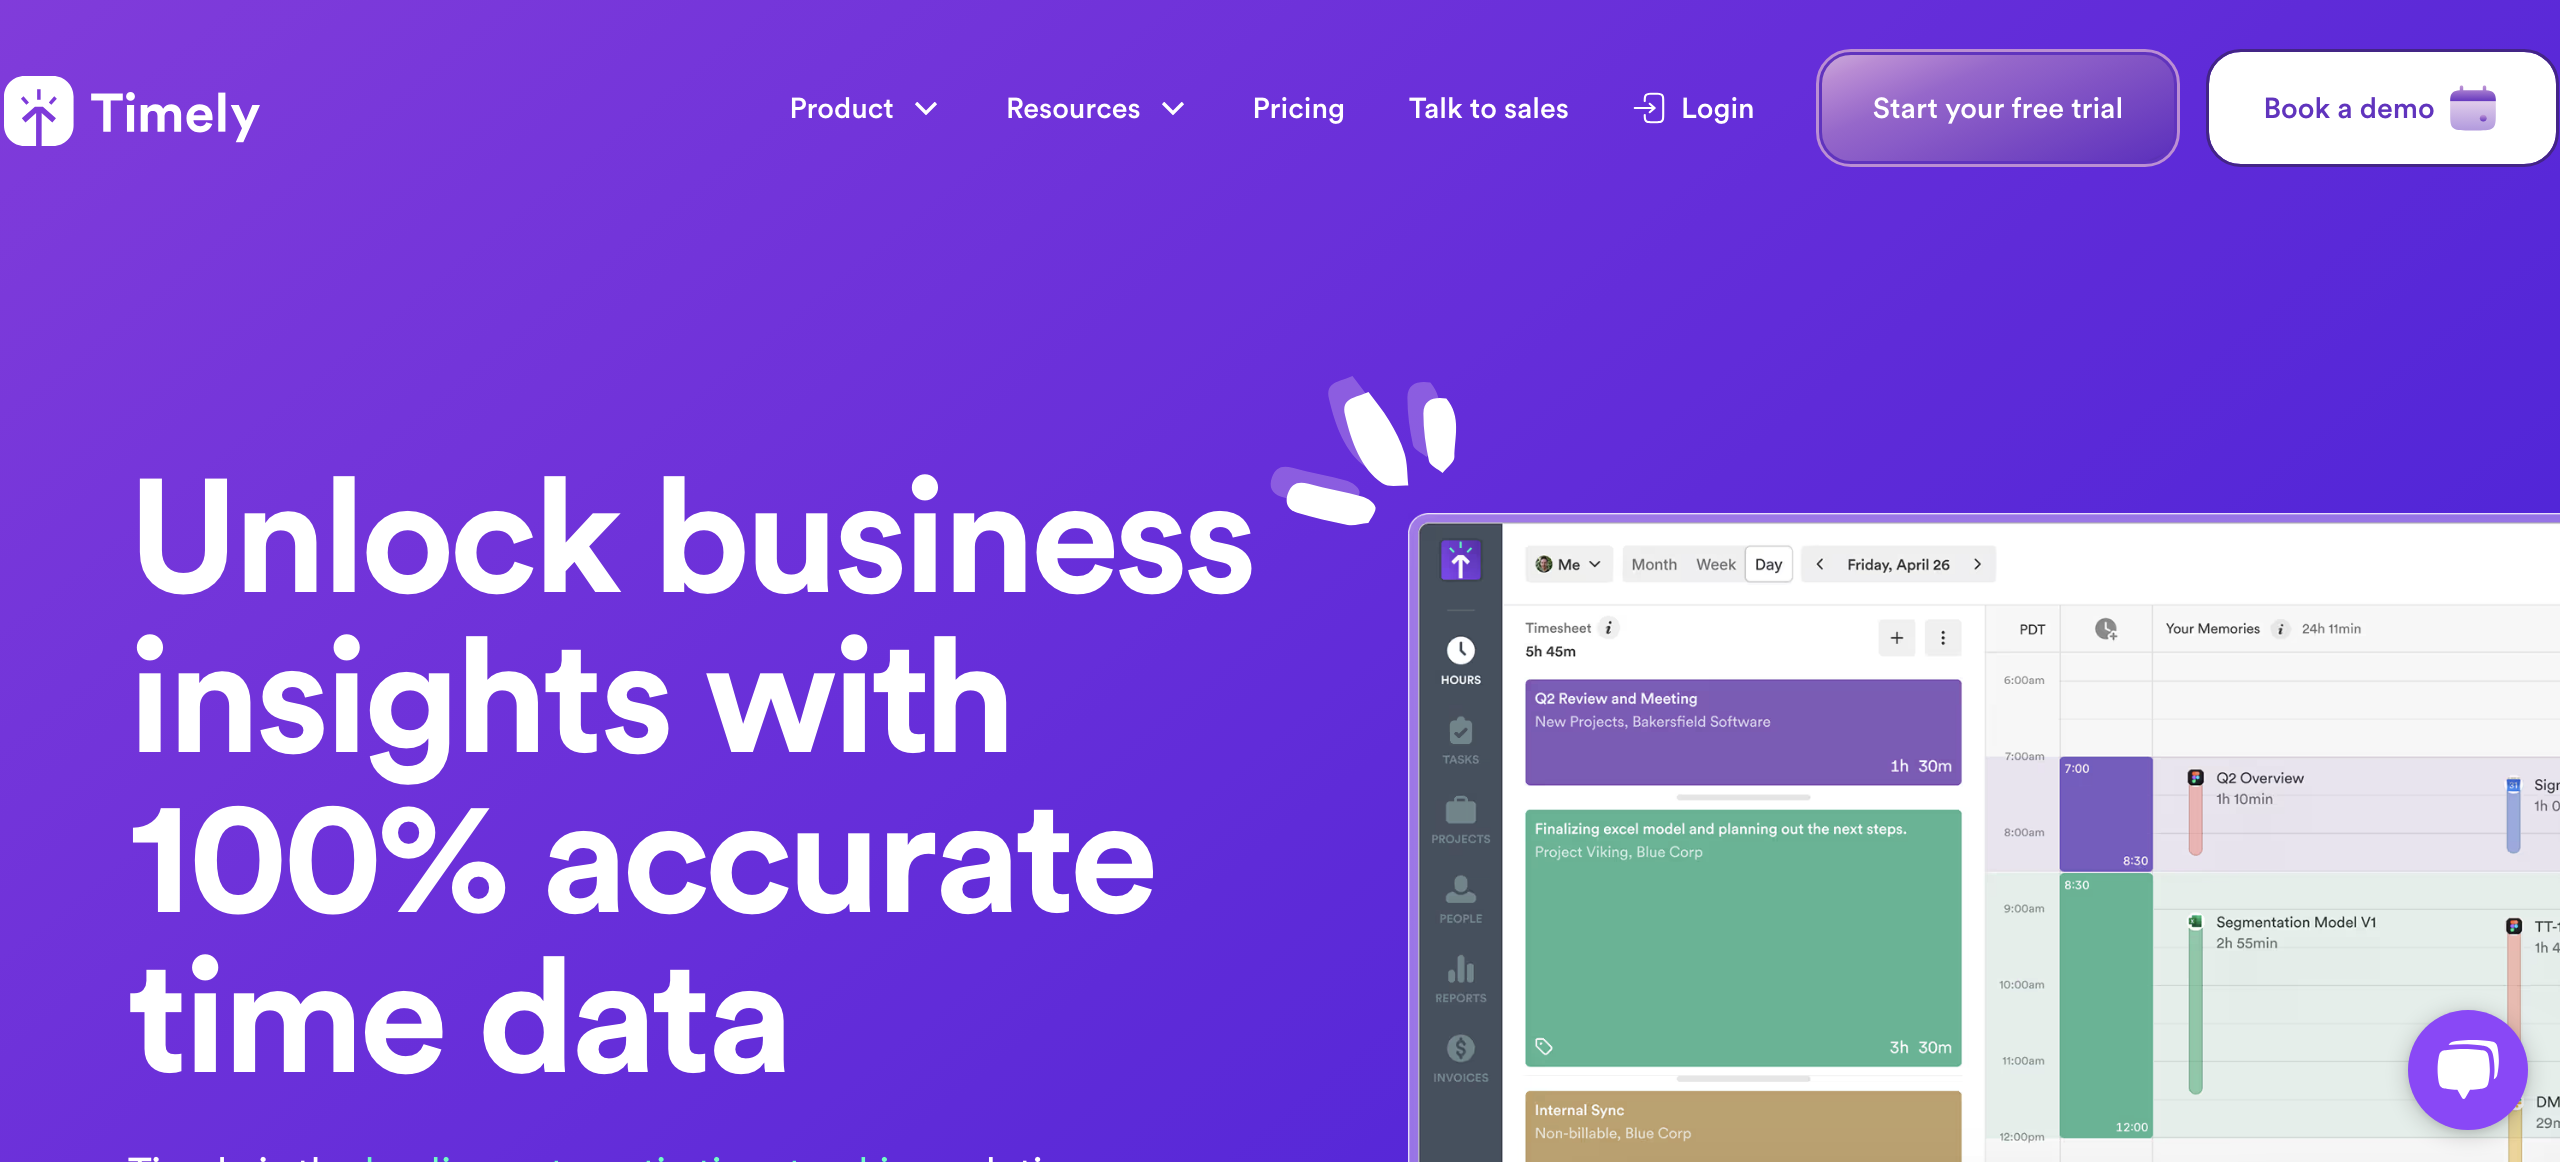 Timely
Product
Resources
Pricing
Talk to sales
Login
Start your free trial
Book a demo
Unlock business
insights with
100% accurate
time data
Me
Month
Week
Day
Friday, April 26
HOURS
TASKS
PROJECTS
PEOPLE
REPORTS
INVOICES
Timesheet
5h 45m
Q2 Review and Meeting
New Projects, Bakersfield Software
1h 30m
Finalizing excel model and planning out the next steps.
Project Viking, Blue Corp
3h 30m
Internal Sync
Non-billable, Blue Corp
PDT
Your Memories
24h 11min
6:00am
7:00am
8:00am
9:00am
10:00am
11:00am
12:00pm
7:00
8:30
8:30
12:00
Q2 Overview
1h 10min
Segmentation Model V1
2h 55min
31
TT-1
1h 4
DM